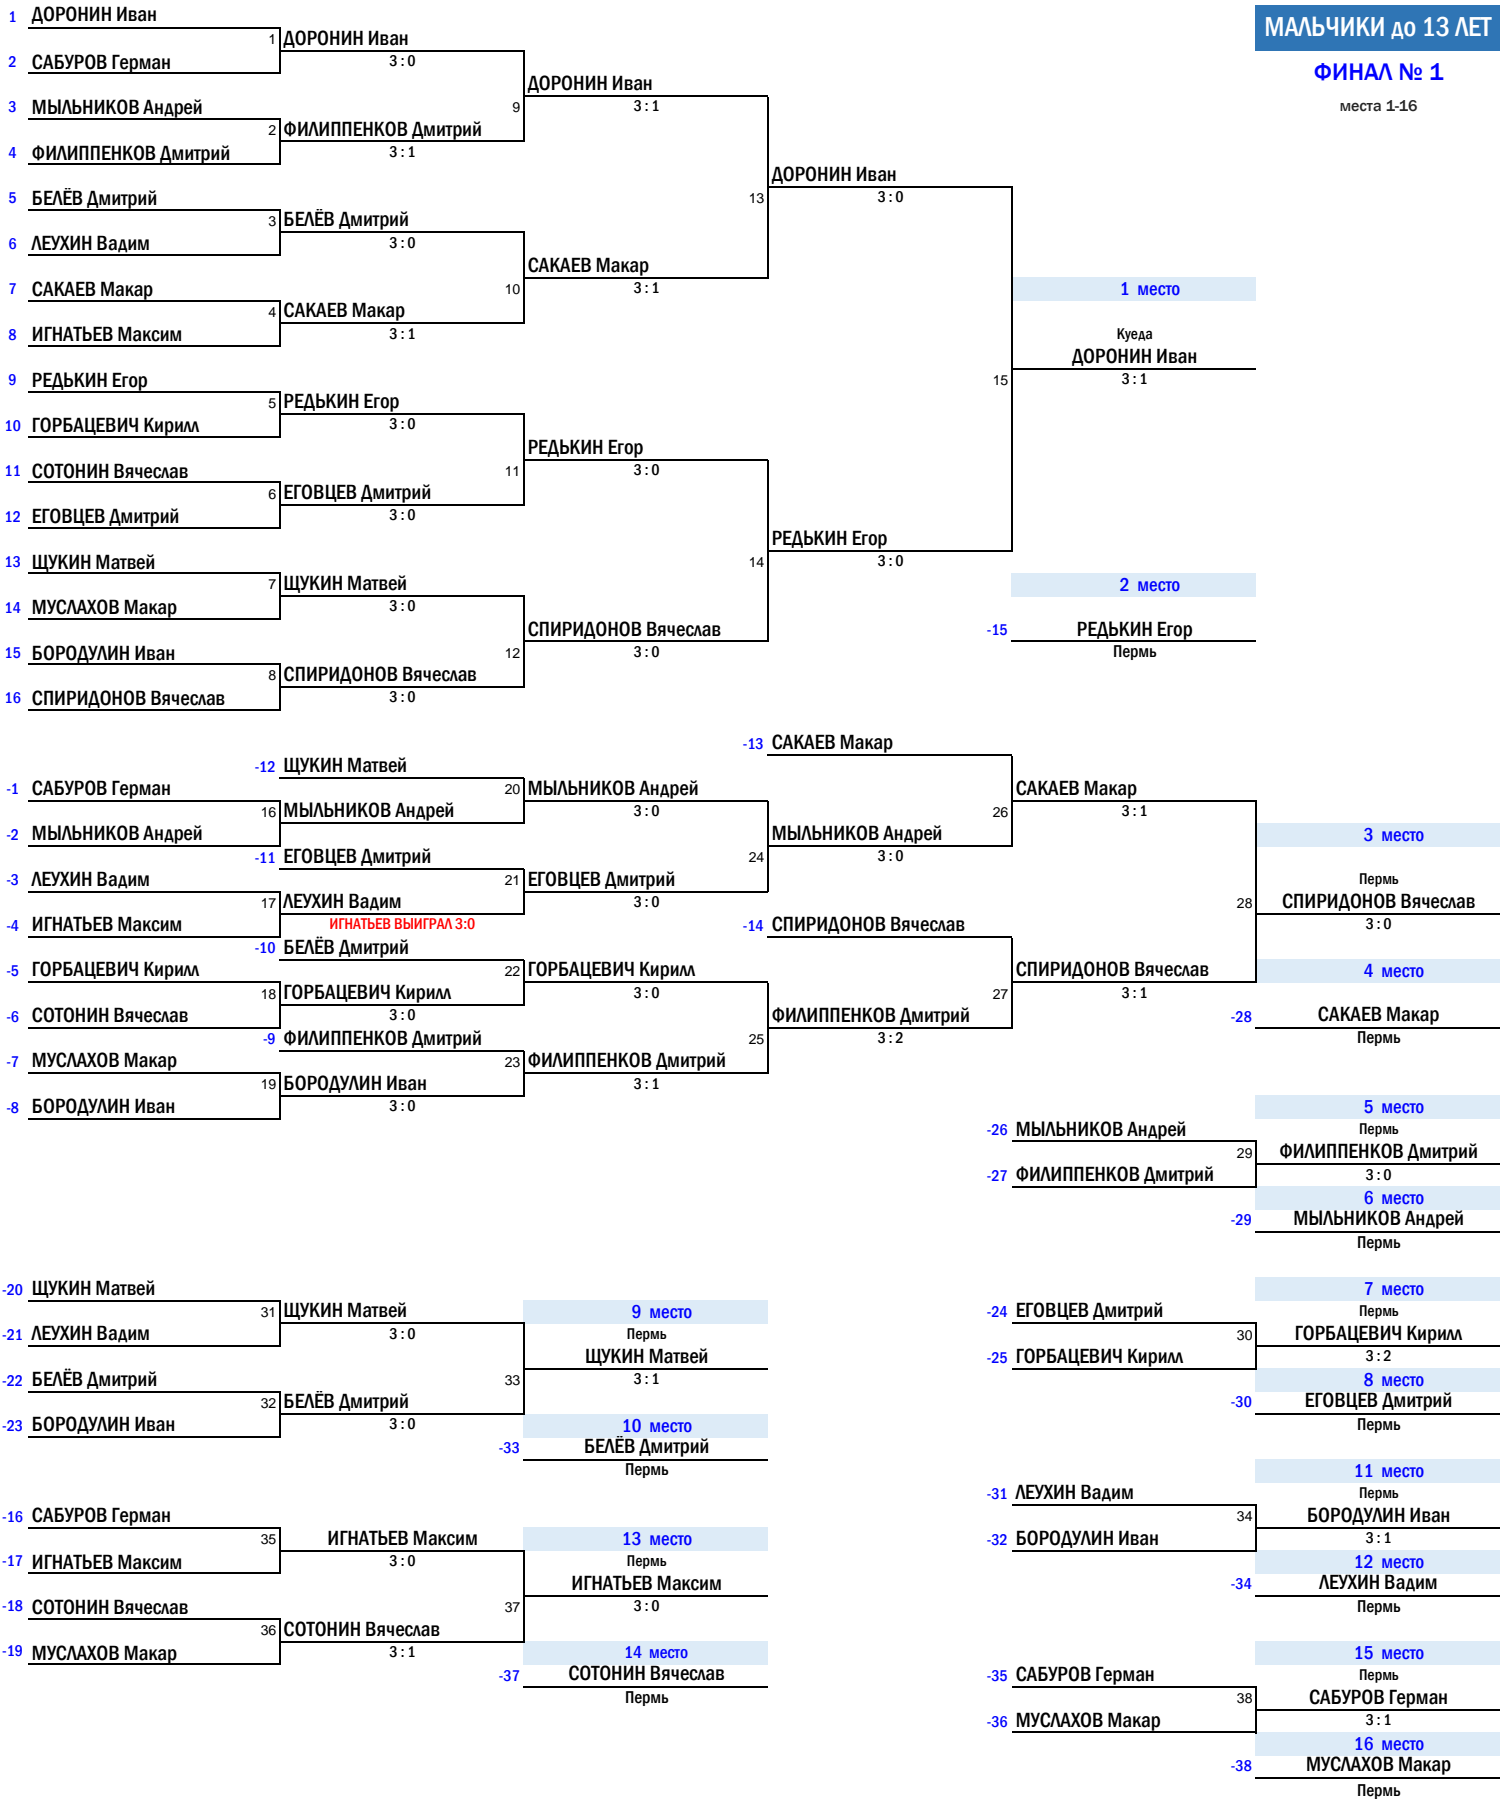 МАЛЬЧИКИ до 13 ЛЕТ
ФИНАЛ № 1
места 1-16
1 ДОРОНИН Иван
1 ДОРОНИН Иван
2 САБУРОВ Герман
3:0
ДОРОНИН Иван
3 МЫЛЬНИКОВ Андрей
9
3:1
2 ФИЛИППЕНКОВ Дмитрий
4 ФИЛИППЕНКОВ Дмитрий
3:1
ДОРОНИН Иван
5 БЕЛЁВ Дмитрий
13
3:0
3 БЕЛЁВ Дмитрий
6 ЛЕУХИН Вадим
3:0
САКАЕВ Макар
7 САКАЕВ Макар
10
3:1
1 место
4 САКАЕВ Макар
8 ИГНАТЬЕВ Максим
3:1
Куеда
ДОРОНИН Иван
9 РЕДЬКИН Егор
15
3:1
5 РЕДЬКИН Егор
10 ГОРБАЦЕВИЧ Кирилл
3:0
РЕДЬКИН Егор
11 СОТОНИН Вячеслав
11
3:0
6 ЕГОВЦЕВ Дмитрий
12 ЕГОВЦЕВ Дмитрий
3:0
РЕДЬКИН Егор
13 ЩУКИН Матвей
14
3:0
7 ЩУКИН Матвей
2 место
14 МУСЛАХОВ Макар
3:0
СПИРИДОНОВ Вячеслав
-15 РЕДЬКИН Егор
15 БОРОДУЛИН Иван
12
3:0
Пермь
8 СПИРИДОНОВ Вячеслав
16 СПИРИДОНОВ Вячеслав
3:0
-13 САКАЕВ Макар
-12 ЩУКИН Матвей
-1 САБУРОВ Герман
20 МЫЛЬНИКОВ Андрей
САКАЕВ Макар
16 МЫЛЬНИКОВ Андрей
3:0
26
3:1
-2 МЫЛЬНИКОВ Андрей
МЫЛЬНИКОВ Андрей
3 место
-11 ЕГОВЦЕВ Дмитрий
24
3:0
-3 ЛЕУХИН Вадим
21 ЕГОВЦЕВ Дмитрий
Пермь
17 ЛЕУХИН Вадим
3:0
28 СПИРИДОНОВ Вячеслав
-4 ИГНАТЬЕВ Максим
ИГНАТЬЕВ ВЫИГРАЛ 3:0
-14 СПИРИДОНОВ Вячеслав
3:0
-10 БЕЛЁВ Дмитрий
-5 ГОРБАЦЕВИЧ Кирилл
22 ГОРБАЦЕВИЧ Кирилл
СПИРИДОНОВ Вячеслав
4 место
18 ГОРБАЦЕВИЧ Кирилл
3:0
27
3:1
-6 СОТОНИН Вячеслав
3:0
ФИЛИППЕНКОВ Дмитрий
-28 САКАЕВ Макар
-9 ФИЛИППЕНКОВ Дмитрий
25
3:2
Пермь
-7 МУСЛАХОВ Макар
23 ФИЛИППЕНКОВ Дмитрий
19 БОРОДУЛИН Иван
3:1
-8 БОРОДУЛИН Иван
3:0
5 место
-26 МЫЛЬНИКОВ Андрей
Пермь
29 ФИЛИППЕНКОВ Дмитрий
-27 ФИЛИППЕНКОВ Дмитрий
3:0
6 место
-29 МЫЛЬНИКОВ Андрей
Пермь
-20 ЩУКИН Матвей
7 место
31 ЩУКИН Матвей
9 место
-24 ЕГОВЦЕВ Дмитрий
Пермь
-21 ЛЕУХИН Вадим
3:0
Пермь
30 ГОРБАЦЕВИЧ Кирилл
ЩУКИН Матвей
-25 ГОРБАЦЕВИЧ Кирилл
3:2
-22 БЕЛЁВ Дмитрий
33
3:1
8 место
32 БЕЛЁВ Дмитрий
-30 ЕГОВЦЕВ Дмитрий
-23 БОРОДУЛИН Иван
3:0
10 место
Пермь
-33 БЕЛЁВ Дмитрий
Пермь
11 место
-31 ЛЕУХИН Вадим
Пермь
-16 САБУРОВ Герман
34 БОРОДУЛИН Иван
35 ИГНАТЬЕВ Максим
13 место
-32 БОРОДУЛИН Иван
3:1
-17 ИГНАТЬЕВ Максим
3:0
Пермь
12 место
ИГНАТЬЕВ Максим
-34 ЛЕУХИН Вадим
-18 СОТОНИН Вячеслав
37
3:0
Пермь
36 СОТОНИН Вячеслав
-19 МУСЛАХОВ Макар
3:1
14 место
15 место
-37 СОТОНИН Вячеслав
-35 САБУРОВ Герман
Пермь
Пермь
38 САБУРОВ Герман
-36 МУСЛАХОВ Макар
3:1
16 место
-38 МУСЛАХОВ Макар
Пермь